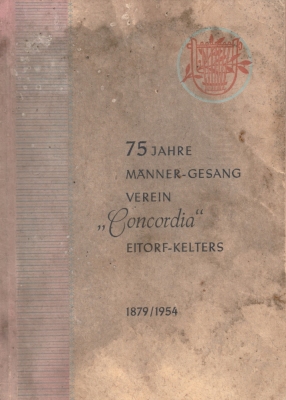 75 JAHRE
MÄNNER-GESANG
VEREIN
„Concordia“
EITORF-KELTERS
1879/1954